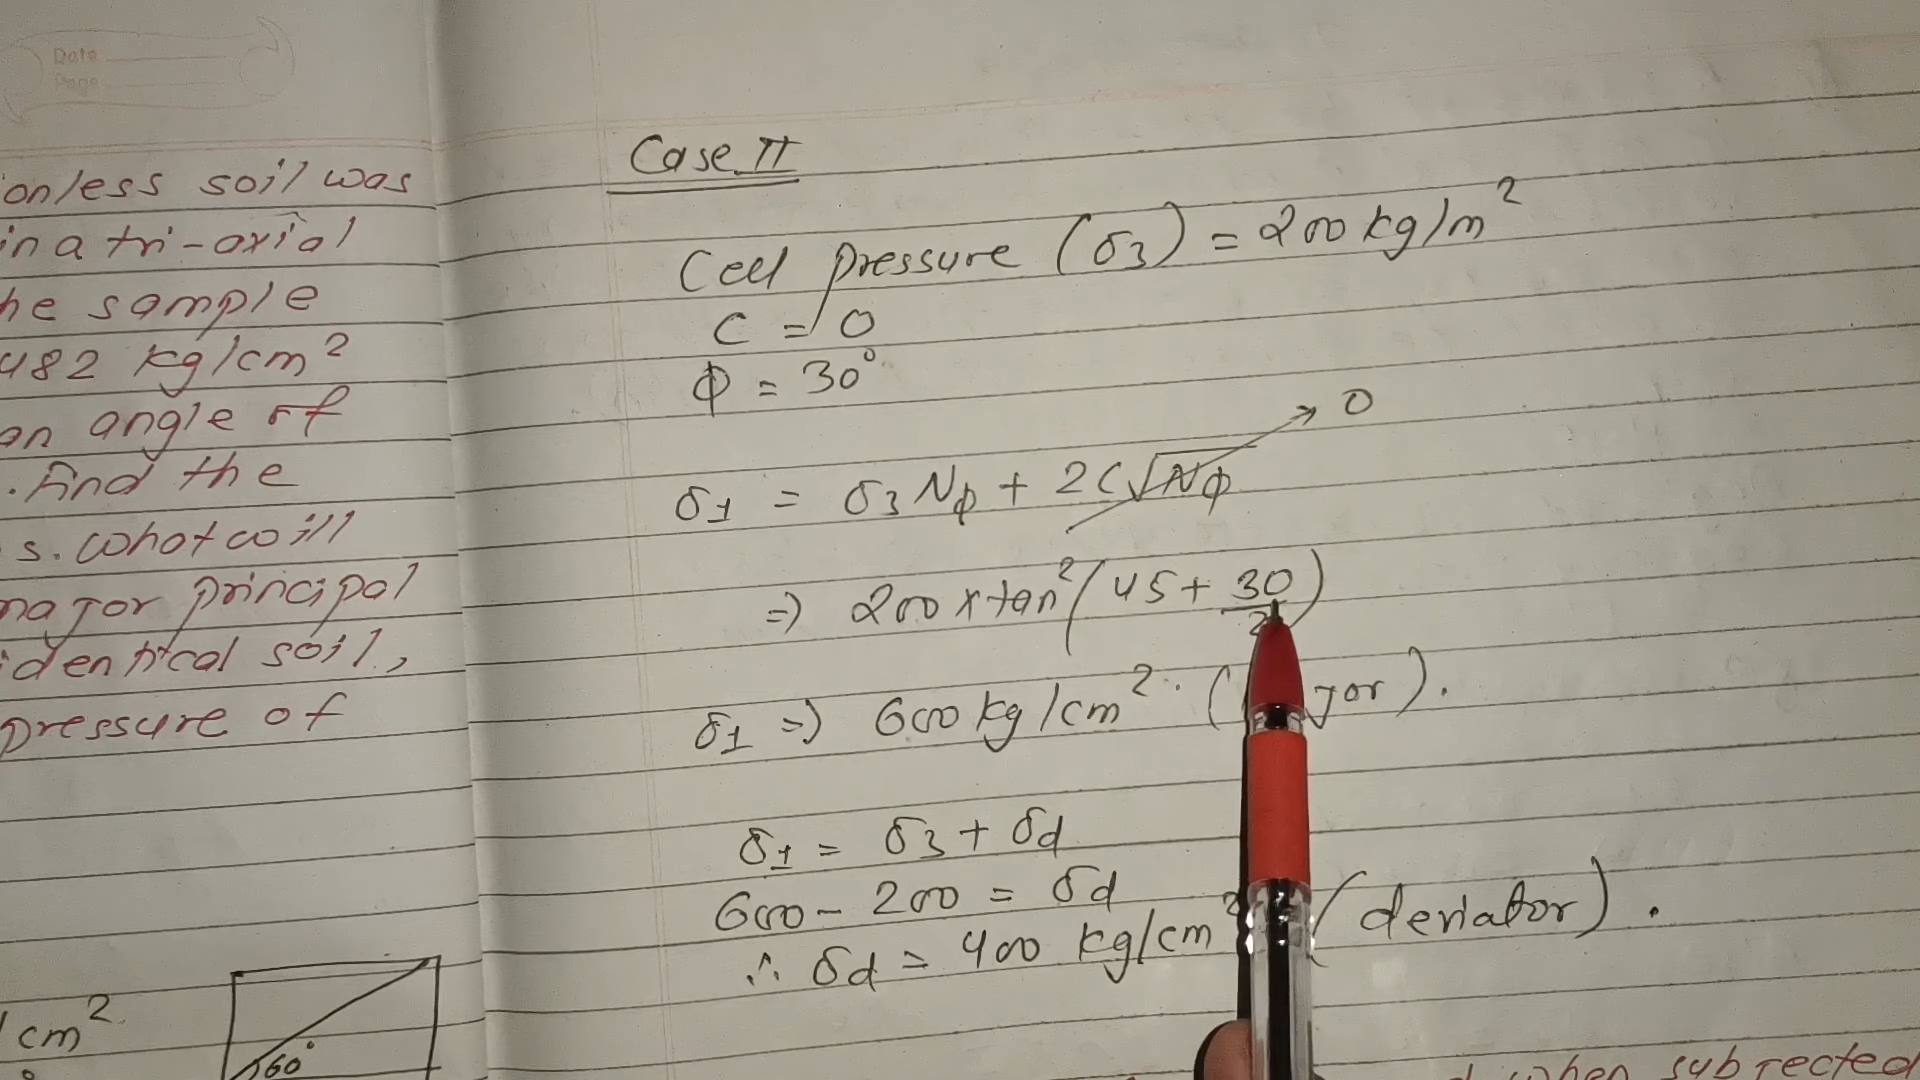 Date
Page
onless soil was
in a tri-axial
he sample
482 kg/cm²
an angle of
. Find the
s. What will
major principal
identical soil,
pressure of
/cm²
60°
Case II
Cell pressure (σ3) = 200 kg/m²
C = 0
Φ = 30°
σ1 = σ3 Nφ + 2C√Nφ → 0
⇒ 200 × tan²(45 + 30/2)
σ1 ⇒ 600 kg/cm². ( jor).
σ1 = σ3 + σd
600 - 200 = σd
∴ σd = 400 kg/cm² (deviator).
when subjected